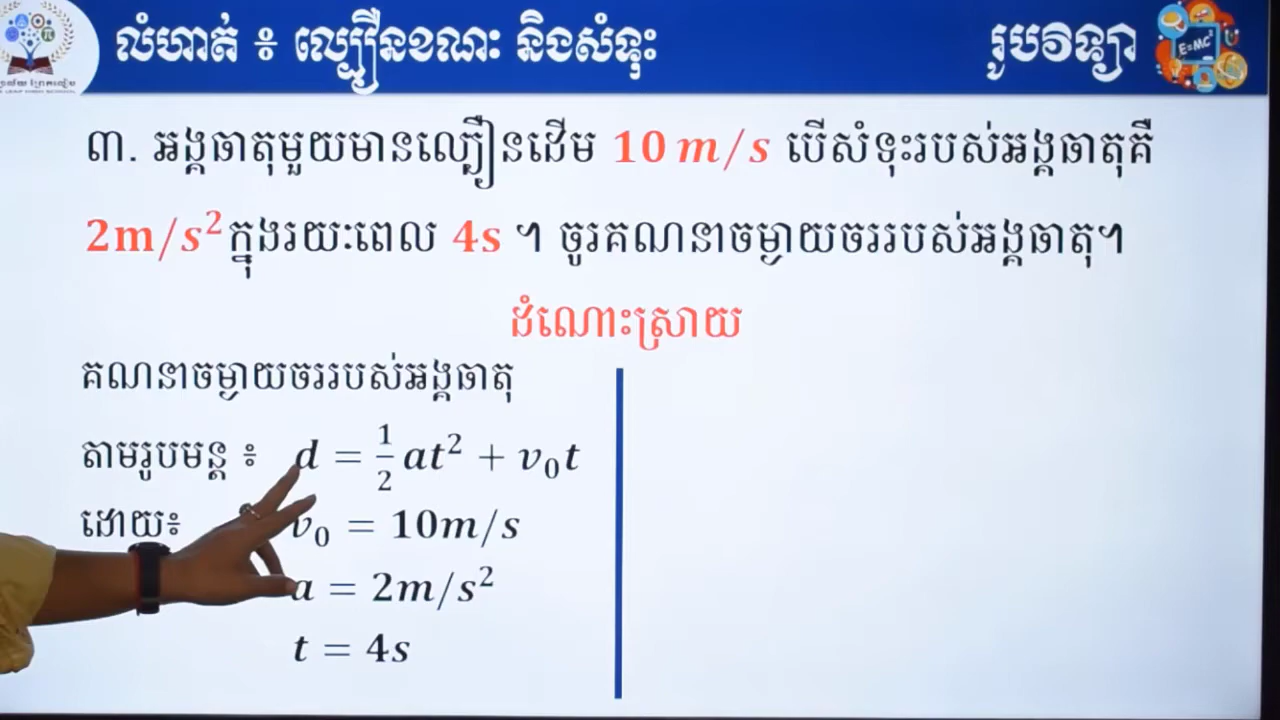 លំហាត់ ៖ ល្បឿនខណៈ និងសំទុះ
រូបវិទ្យា
E=MC²
៣. អង្គធាតុមួយមានល្បឿនដើម 10 m/s បើសំទុះរបស់អង្គធាតុគឺ
2m/s² ក្នុងរយៈពេល 4s ។ ចូរគណនាចម្ងាយចររបស់អង្គធាតុ។
ដំណោះស្រាយ
គណនាចម្ងាយចររបស់អង្គធាតុ
តាមរូបមន្ត ៖ d = 1/2 at² + v₀t
ដោយ៖ v₀ = 10m/s
a = 2m/s²
t = 4s